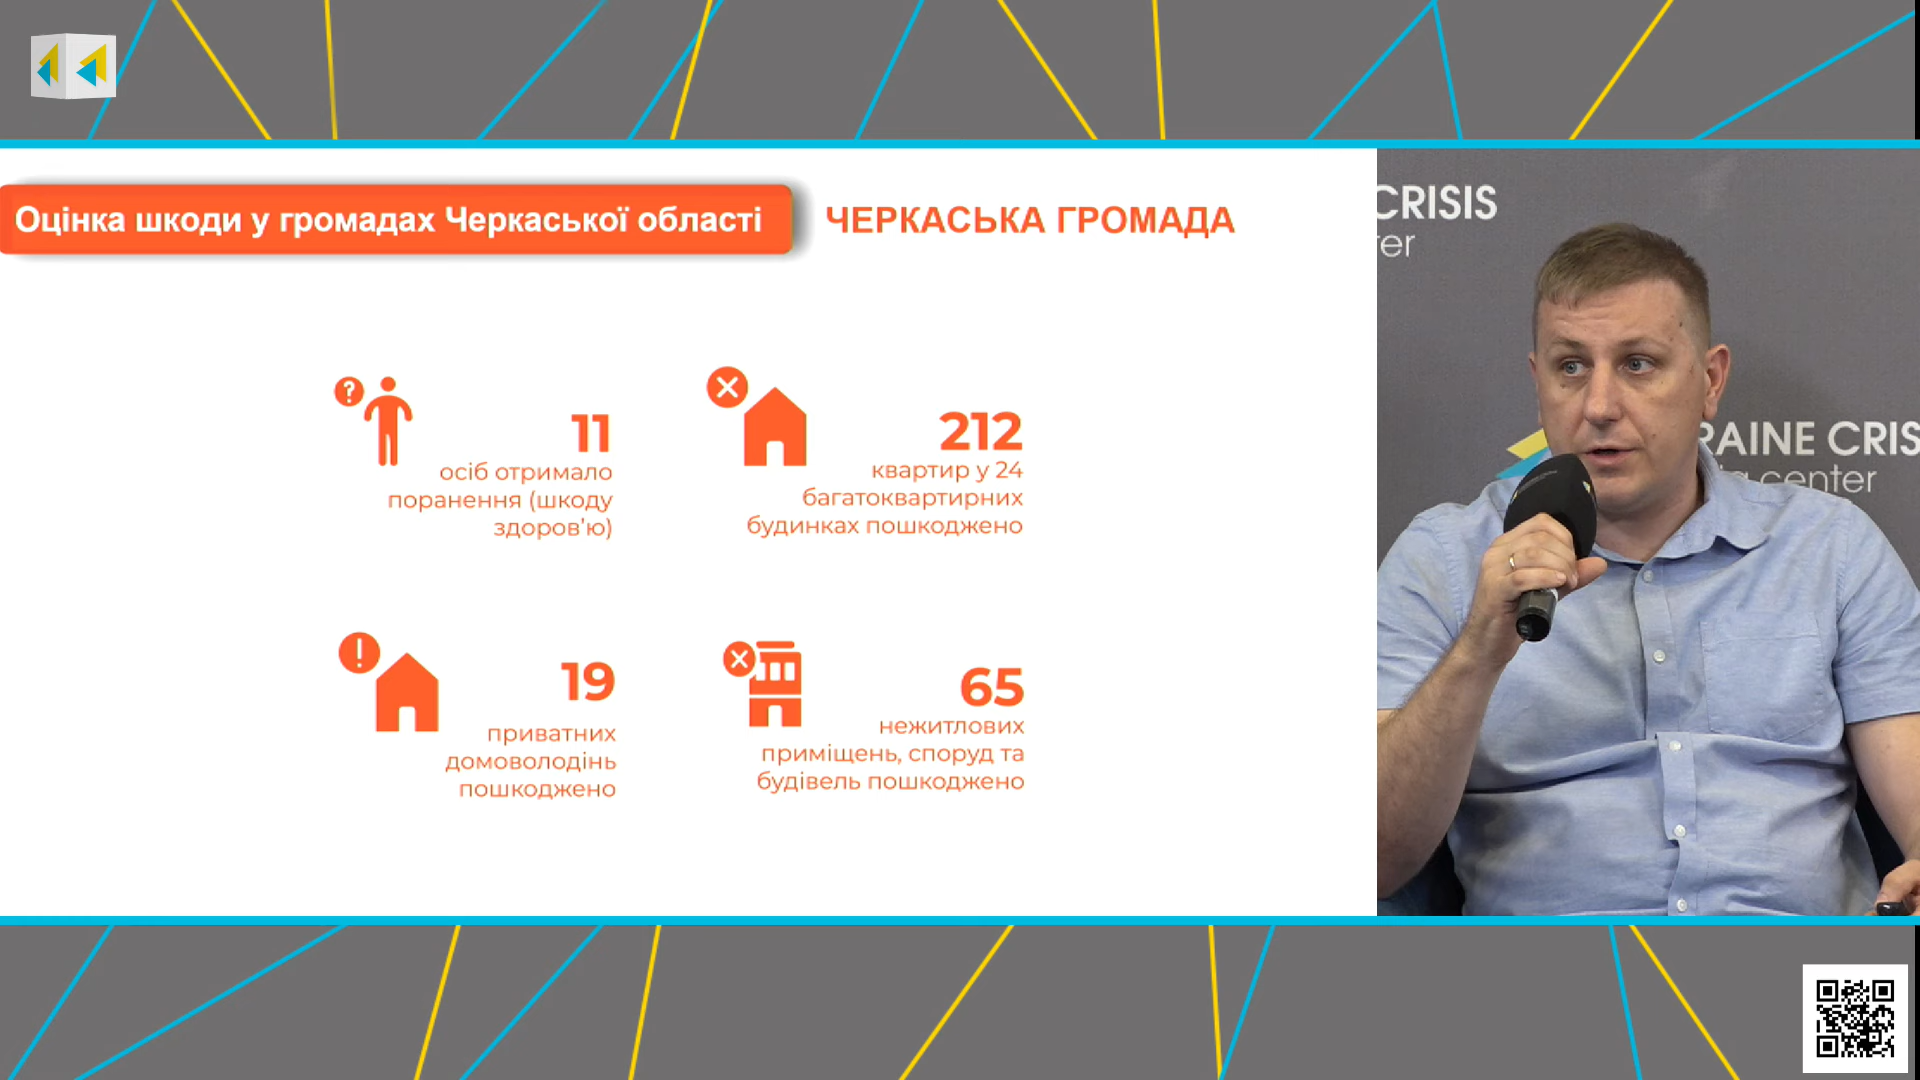 Оцінка шкоди у громадах Черкаської області
ЧЕРКАСЬКА ГРОМАДА
?
11
осіб отримало
поранення (шкоду
здоров'ю)
212
квартир у 24
багатоквартирних
будинках пошкоджено
!
19
приватних
домоволодінь
пошкоджено
65
нежитлових
приміщень, споруд та
будівель пошкоджено
CRISIS
er
RAINE CRIS
center